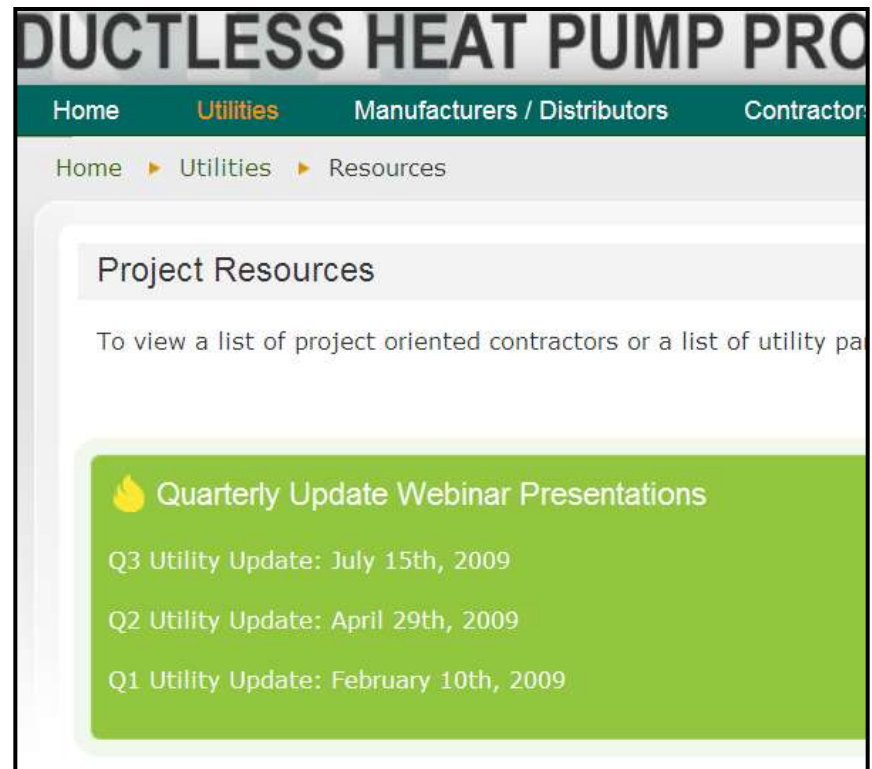 DUCTLESS HEAT PUMP PRO
Home Utilities Manufacturers / Distributors Contractors
Home Utilities Resources
Project Resources
To view a list of project oriented contractors or a list of utility pa
Quarterly Update Webinar Presentations
Q3 Utility Update: July 15th, 2009
Q2 Utility Update: April 29th, 2009
Q1 Utility Update: February 10th, 2009